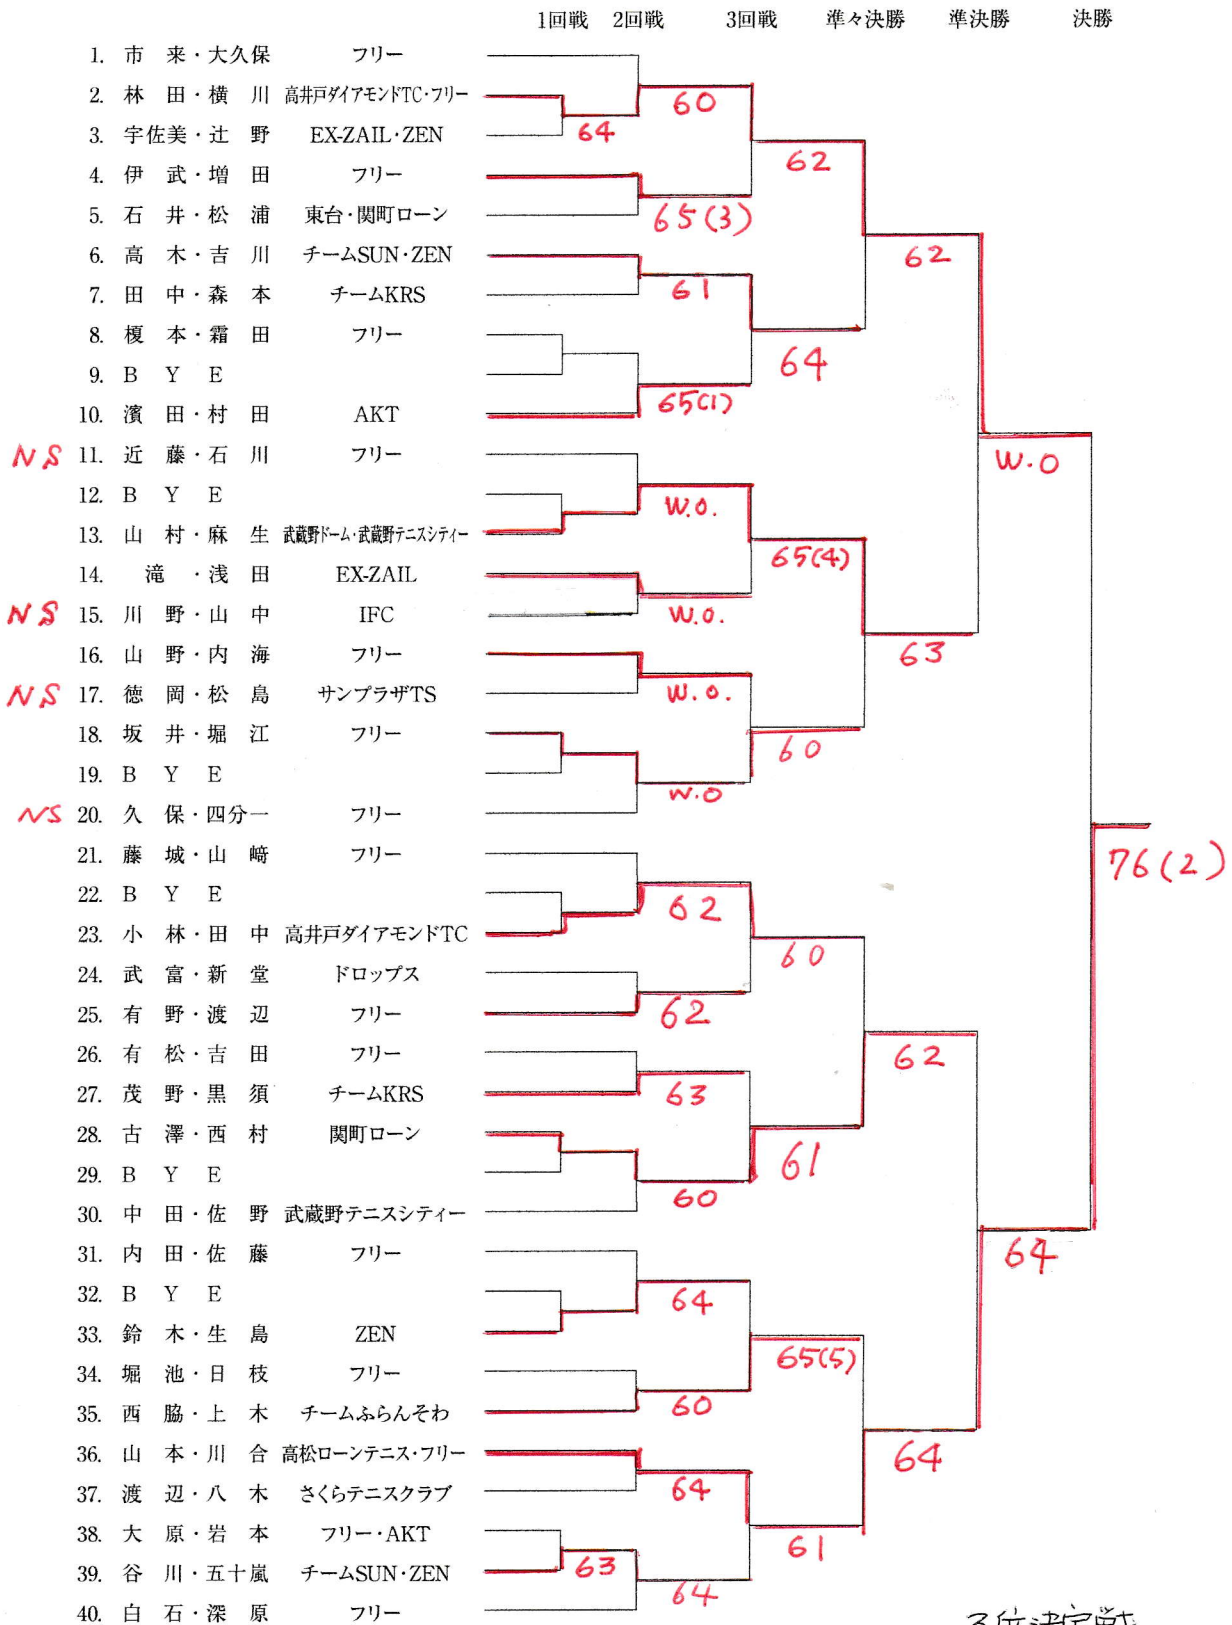 1回戦 2回戦 3回戦 準々決勝 準決勝 決勝
1. 市 来・大久保 フリー
2. 林 田・横 川 高井戸ダイアモンドTC・フリー
60
3. 宇佐美・辻 野 EX-ZAIL・ZEN
64
62
4. 伊 武・増 田 フリー
5. 石 井・松 浦 東台・関町ローン
65(3)
6. 高 木・吉 川 チームSUN・ZEN
62
7. 田 中・森 本 チームKRS
61
8. 榎 本・霜 田 フリー
64
9. B Y E
10. 濱 田・村 田 AKT
65(1)
NS 11. 近 藤・石 川 フリー
W.O
12. B Y E
W.O.
13. 山 村・麻 生 武蔵野ドーム・武蔵野テニスシティー
65(4)
14. 滝 ・浅 田 EX-ZAIL
NS 15. 川 野・山 中 IFC
W.O.
16. 山 野・内 海 フリー
63
NS 17. 徳 岡・松 島 サンプラザTS
W.O.
18. 坂 井・堀 江 フリー
60
19. B Y E
W.O
NS 20. 久 保・四分一 フリー
21. 藤 城・山 﨑 フリー
76(2)
22. B Y E
62
23. 小 林・田 中 高井戸ダイアモンドTC
60
24. 武 富・新 堂 ドロップス
25. 有 野・渡 辺 フリー
62
26. 有 松・吉 田 フリー
62
27. 茂 野・黒 須 チームKRS
63
28. 古 澤・西 村 関町ローン
61
29. B Y E
60
30. 中 田・佐 野 武蔵野テニスシティー
31. 内 田・佐 藤 フリー
64
32. B Y E
64
33. 鈴 木・生 島 ZEN
65(5)
34. 堀 池・日 枝 フリー
35. 西 脇・上 木 チームふらんそわ
60
36. 山 本・川 合 高松ローンテニス・フリー
64
37. 渡 辺・八 木 さくらテニスクラブ
64
38. 大 原・岩 本 フリー・AKT
61
39. 谷 川・五十嵐 チームSUN・ZEN
63
64
40. 白 石・深 原 フリー
3位決定戦